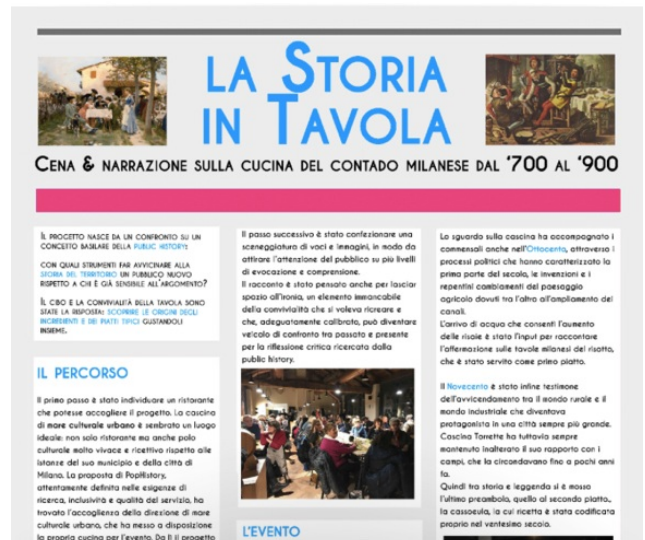 LA STORIA
IN TAVOLA
CENA & NARRAZIONE SULLA CUCINA DEL CONTADO MILANESE DAL ‘700 AL ‘900
IL PROGETTO NASCE DA UN CONFRONTO SU UN
CONCETTO BASILARE DELLA PUBLIC HISTORY:
CON QUALI STRUMENTI FAR AVVICINARE ALLA
STORIA DEL TERRITORIO UN PUBBLICO NUOVO
RISPETTO A CHI È GIÀ SENSIBILE ALL'ARGOMENTO?
IL CIBO E LA CONVIVIALITÀ DELLA TAVOLA SONO
STATE LA RISPOSTA: SCOPRIRE LE ORIGINI DEGLI
INGREDIENTI E DEI PIATTI TIPICI GUSTANDOLI
INSIEME.
IL PERCORSO
Il primo passo è stato individuare un ristorante
che potesse accogliere il progetto. La cascina
di mare culturale urbano è sembrato un luogo
ideale: non solo ristorante ma anche polo
culturale molto vivace e ricettivo rispetto alle
istanze del suo municipio e della città di
Milano. La proposta di PopHistory,
attentamente definita nelle esigenze di
ricerca, inclusività e qualità del servizio, ha
trovato l'accoglienza della direzione di mare
culturale urbano, che ha messo a disposizione
la propria cucina per l'evento. Da lì il progetto
Il passo successivo è stato confezionare una
sceneggiatura di voci e immagini, in modo da
attirare l'attenzione del pubblico su più livelli
di evocazione e comprensione.
Il racconto è stato pensato anche per lasciar
spazio all'ironia, un elemento immancabile
della convivialità che si voleva ricreare e
che, adeguatamente calibrata, può diventare
veicolo di confronto tra passato e presente
per la riflessione critica ricercata dalla
public history.
L'EVENTO
Lo sguardo sulla cascina ha accompagnato i
commensali anche nell'Ottocento, attraverso i
processi politici che hanno caratterizzato la
prima parte del secolo, le invenzioni e i
repentini cambiamenti del paesaggio
agricolo dovuti tra l'altro all'ampliamento dei
canali.
L'arrivo di acqua che consentì l'aumento
delle risaie è stato l'input per raccontare
l'affermazione sulle tavole milanesi del risotto,
che è stato servito come primo piatto.
Il Novecento è stato infine testimone
dell'avvicendamento tra il mondo rurale e il
mondo industriale che diventava
protagonista in una città sempre più grande.
Cascina Torrette ha tuttavia sempre
mantenuto inalterato il suo rapporto con i
campi, che la circondavano fino a pochi anni
fa.
Quindi tra storia e leggenda si è mosso
l'ultimo preambolo, quello al secondo piatto,
la cassoeula, la cui ricetta è stata codificata
proprio nel ventesimo secolo.